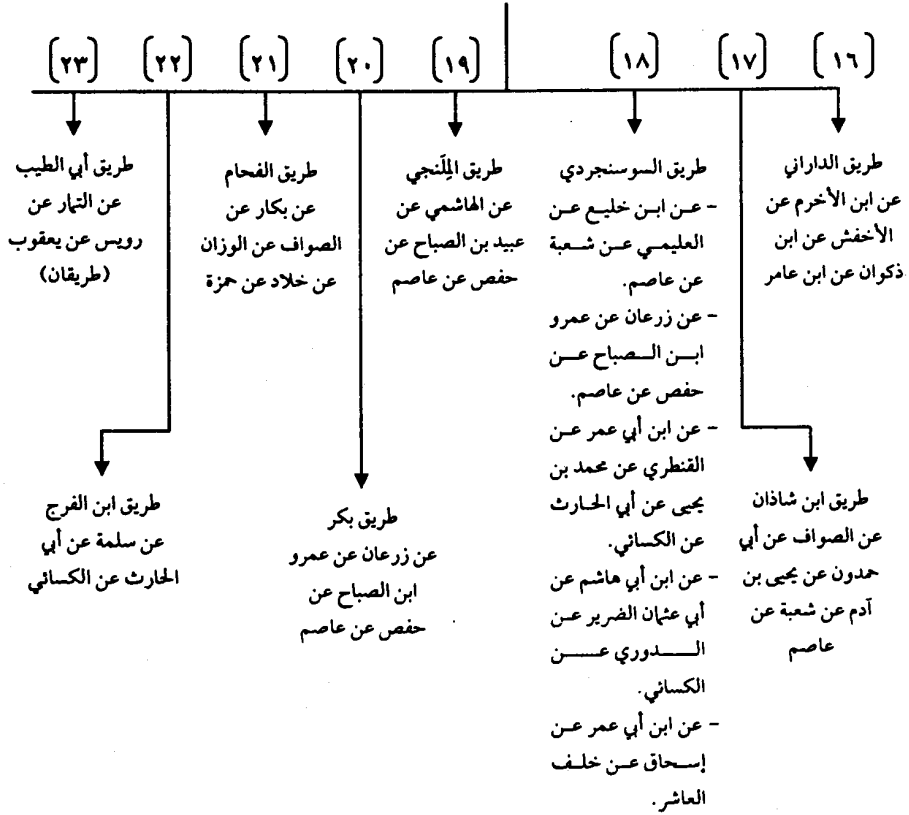 [١٦]
طريق الداراني
عن ابن الأخرم عن
الأخفش عن ابن
ذكوان عن ابن عامر
[١٧]
طريق ابن شاذان
عن الصواف عن أبي
حمدون عن يحيى بن
آدم عن شعبة عن
عاصم
[١٨]
طريق السوسنجردي
- عن ابن خليع عن
العليمي عن شعبة
عن عاصم.
- عن زرعان عن عمرو
ابن الصباح عن
حفص عن عاصم.
- عن ابن أبي عمر عن
القنطري عن محمد بن
يحيى عن أبي الحارث
عن الكسائي.
- عن ابن أبي هاشم عن
أبي عثمان الضرير عن
الدوري عن
الكسائي.
- عن ابن أبي عمر عن
إسحاق عن خلف
العاشر.
[١٩]
طريق المِلَنجي
عن الهاشمي عن
عبيد بن الصباح عن
حفص عن عاصم
[٢٠]
طريق بكر
عن زرعان عن عمرو
ابن الصباح عن
حفص عن عاصم
[٢١]
طريق الفحام
عن بكار عن
الصواف عن الوزان
عن خلاد عن حمزة
[٢٢]
طريق ابن الفرج
عن سلمة عن أبي
الحارث عن الكسائي
[٢٣]
طريق أبي الطيب
عن التمار عن
رويس عن يعقوب
(طريقان)